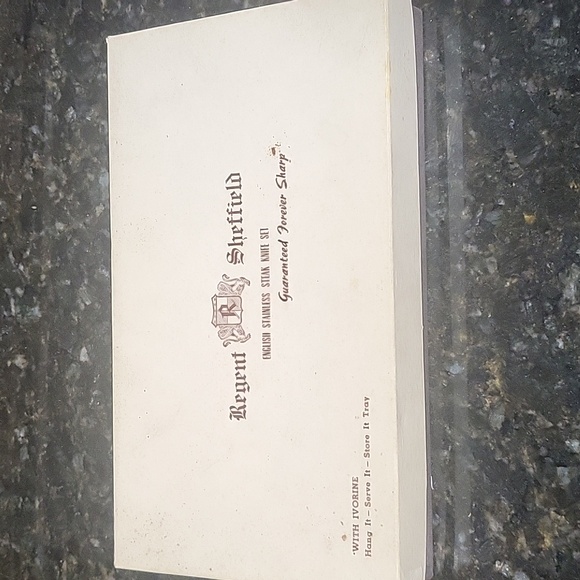 Regent R Sheffield
ENGLISH STAINLESS STEAK KNIFE SET
Guaranteed Forever Sharp
WITH IVORINE
Hang It – Serve It – Store It Tray